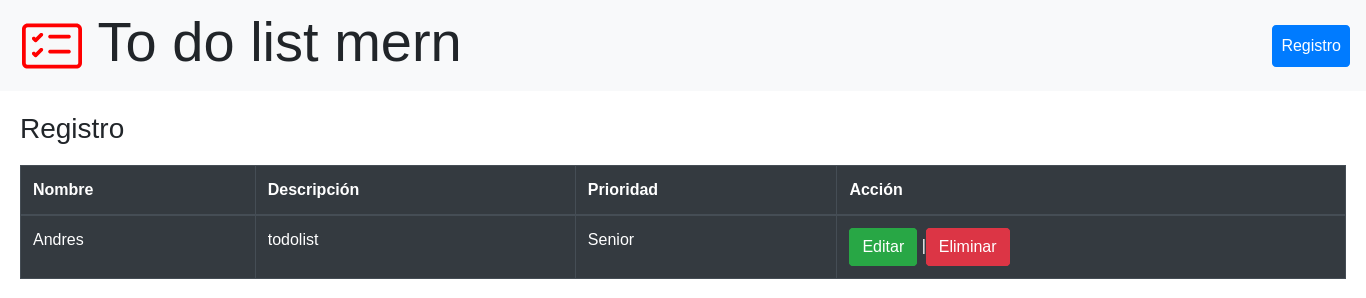 To do list mern
Registro
Registro
Nombre Descripción Prioridad Acción
Andres todolist Senior Editar | Eliminar